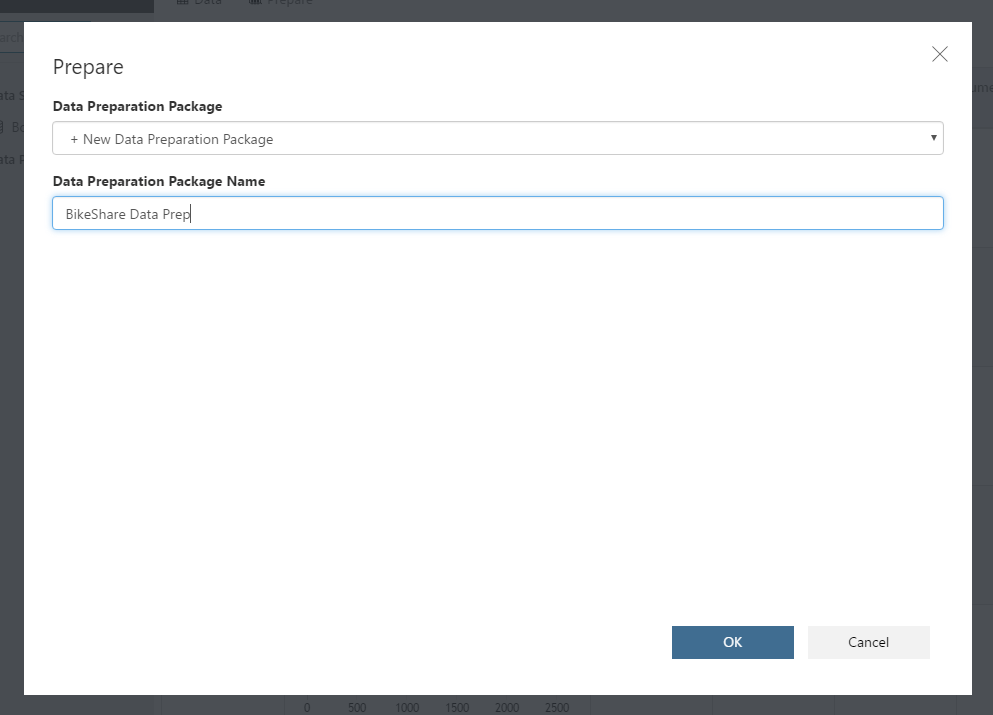 Data Prepare
Prepare
Data Preparation Package
+ New Data Preparation Package
Data Preparation Package Name
BikeShare Data Prep
OK Cancel
0 500 1000 1500 2000 2500